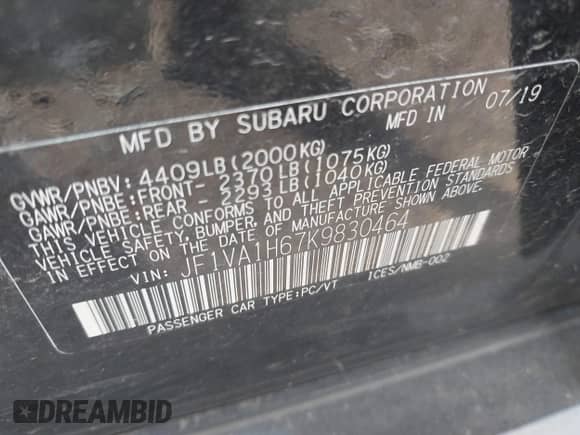 MFD BY SUBARU CORPORATION
MFD IN 07/19
GVWR/PNBV: 4409LB(2000KG)
GAWR/PNBE:FRONT- 2370LB(1075KG)
GAWR/PNBE:REAR - 2293LB(1040KG)
THIS VEHICLE CONFORMS TO ALL APPLICABLE FEDERAL MOTOR
VEHICLE SAFETY, BUMPER, AND THEFT PREVENTION STANDARDS
IN EFFECT ON THE DATE OF MANUFACTURE SHOWN ABOVE.
VIN: JF1VA1H67K9830464
PASSENGER CAR TYPE:PC/VT ICES/NMB-002
DREAMBID